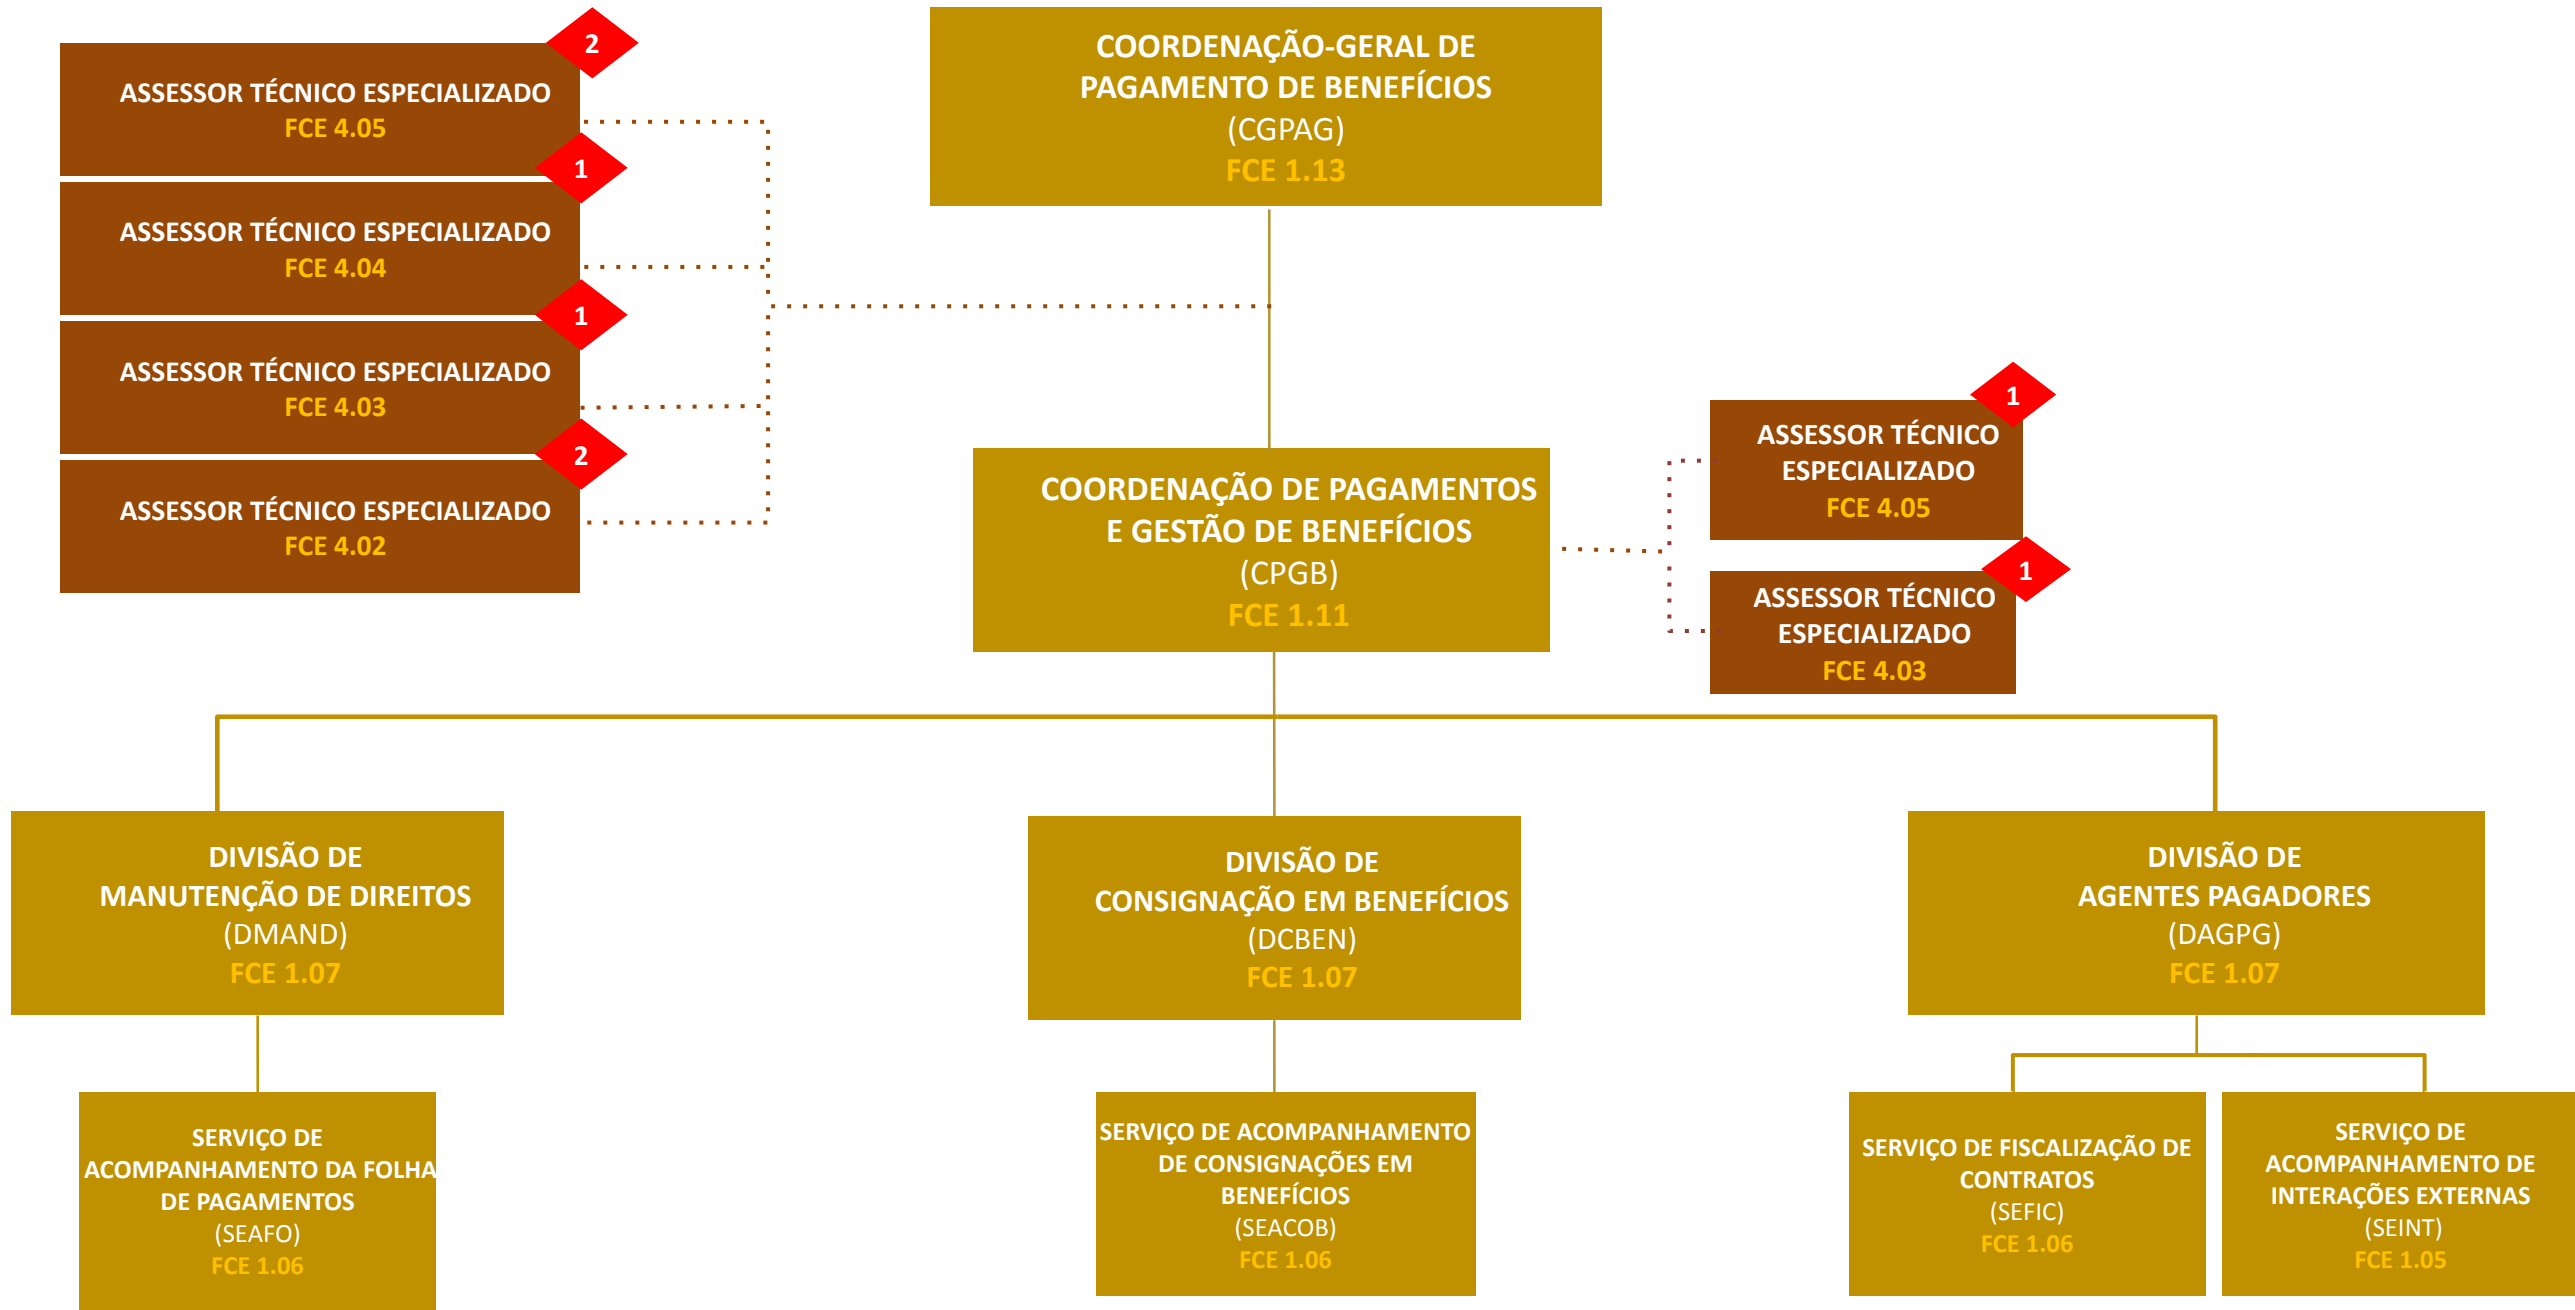 2
ASSESSOR TÉCNICO ESPECIALIZADO
FCE 4.05
1
ASSESSOR TÉCNICO ESPECIALIZADO
FCE 4.04
1
ASSESSOR TÉCNICO ESPECIALIZADO
FCE 4.03
2
ASSESSOR TÉCNICO ESPECIALIZADO
FCE 4.02
COORDENAÇÃO-GERAL DE
PAGAMENTO DE BENEFÍCIOS
(CGPAG)
FCE 1.13
COORDENAÇÃO DE PAGAMENTOS
E GESTÃO DE BENEFÍCIOS
(CPGB)
FCE 1.11
1
ASSESSOR TÉCNICO
ESPECIALIZADO
FCE 4.05
1
ASSESSOR TÉCNICO
ESPECIALIZADO
FCE 4.03
DIVISÃO DE
MANUTENÇÃO DE DIREITOS
(DMAND)
FCE 1.07
DIVISÃO DE
CONSIGNAÇÃO EM BENEFÍCIOS
(DCBEN)
FCE 1.07
DIVISÃO DE
AGENTES PAGADORES
(DAGPG)
FCE 1.07
SERVIÇO DE
ACOMPANHAMENTO DA FOLHA
DE PAGAMENTOS
(SEAFO)
FCE 1.06
SERVIÇO DE ACOMPANHAMENTO
DE CONSIGNAÇÕES EM
BENEFÍCIOS
(SEACOB)
FCE 1.06
SERVIÇO DE FISCALIZAÇÃO DE
CONTRATOS
(SEFIC)
FCE 1.06
SERVIÇO DE
ACOMPANHAMENTO DE
INTERAÇÕES EXTERNAS
(SEINT)
FCE 1.05